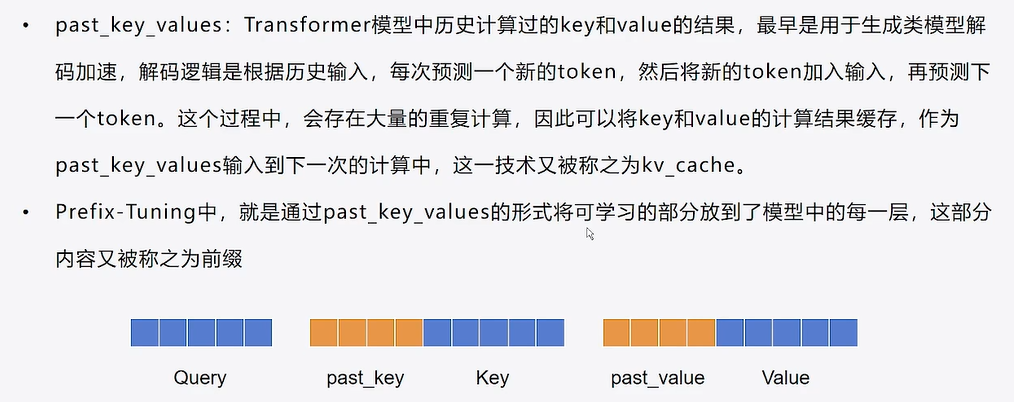 • past_key_values：Transformer模型中历史计算过的key和value的结果，最早是用于生成类模型解
码加速，解码逻辑是根据历史输入，每次预测一个新的token，然后将新的token加入输入，再预测下
一个token。这个过程中，会存在大量的重复计算，因此可以将key和value的计算结果缓存，作为
past_key_values输入到下一次的计算中，这一技术又被称之为kv_cache。
• Prefix-Tuning中，就是通过past_key_values的形式将可学习的部分放到了模型中的每一层，这部分
内容又被称之为前缀
Query past_key Key past_value Value